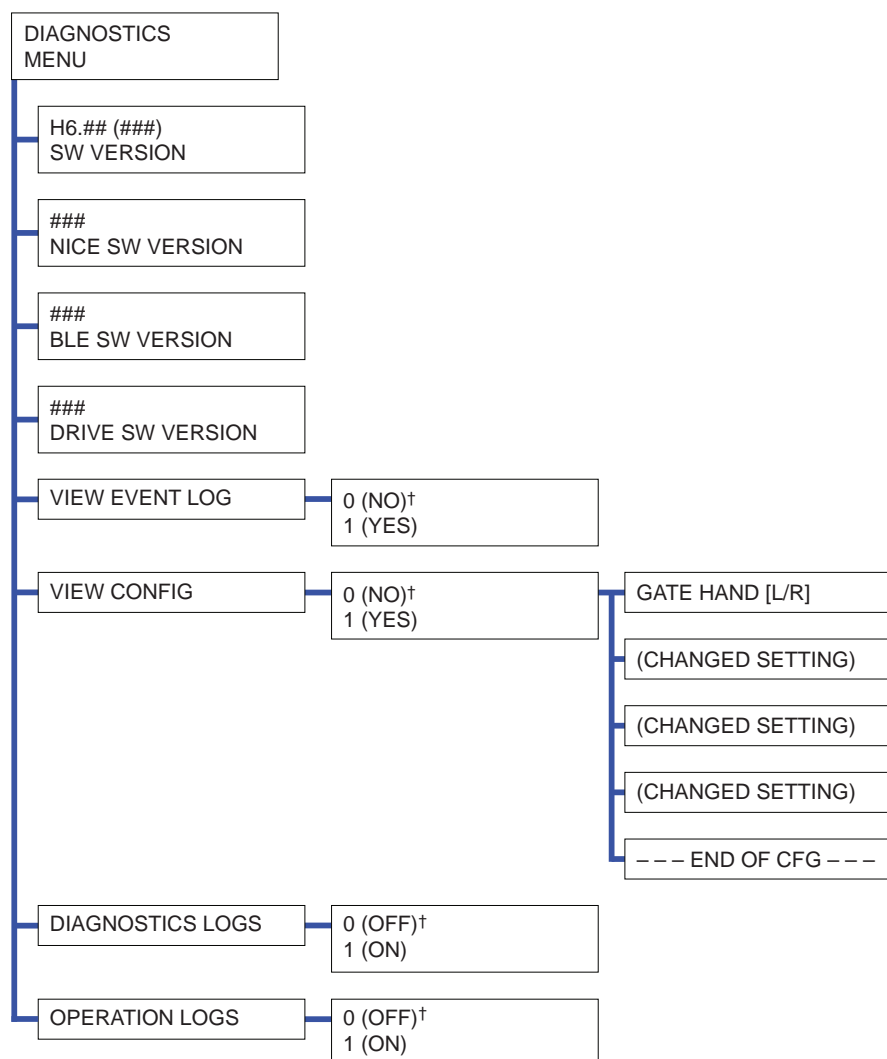 DIAGNOSTICS
MENU
H6.## (###)
SW VERSION
###
NICE SW VERSION
###
BLE SW VERSION
###
DRIVE SW VERSION
VIEW EVENT LOG
0 (NO)†
1 (YES)
VIEW CONFIG
0 (NO)†
1 (YES)
GATE HAND [L/R]
(CHANGED SETTING)
(CHANGED SETTING)
(CHANGED SETTING)
– – – END OF CFG – – –
DIAGNOSTICS LOGS
0 (OFF)†
1 (ON)
OPERATION LOGS
0 (OFF)†
1 (ON)